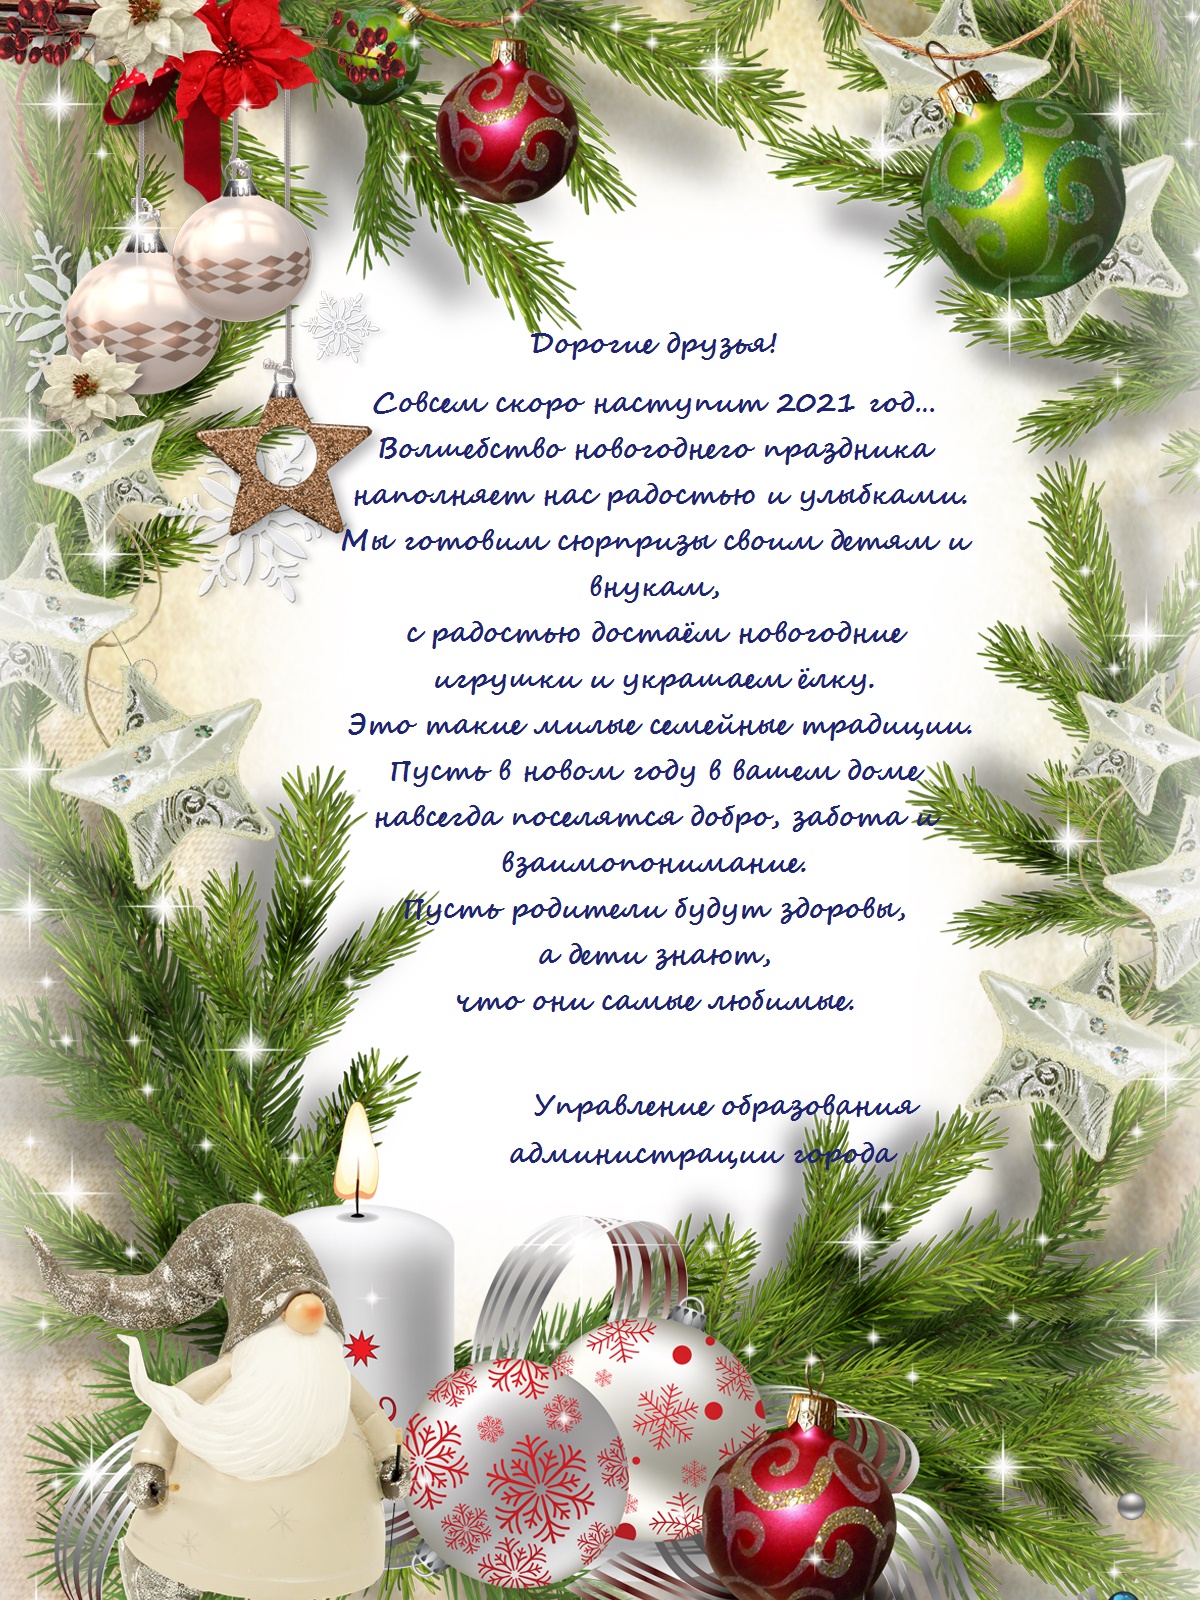 Дорогие друзья!
Совсем скоро наступит 2021 год...
Волшебство новогоднего праздника
наполняет нас радостью и улыбками.
Мы готовим сюрпризы своим детям и
внукам,
с радостью достаём новогодние
игрушки и украшаем ёлку.
Это такие милые семейные традиции.
Пусть в новом году в вашем доме
навсегда поселятся добро, забота и
взаимопонимание.
Пусть родители будут здоровы,
а дети знают,
что они самые любимые.
Управление образования
администрации города